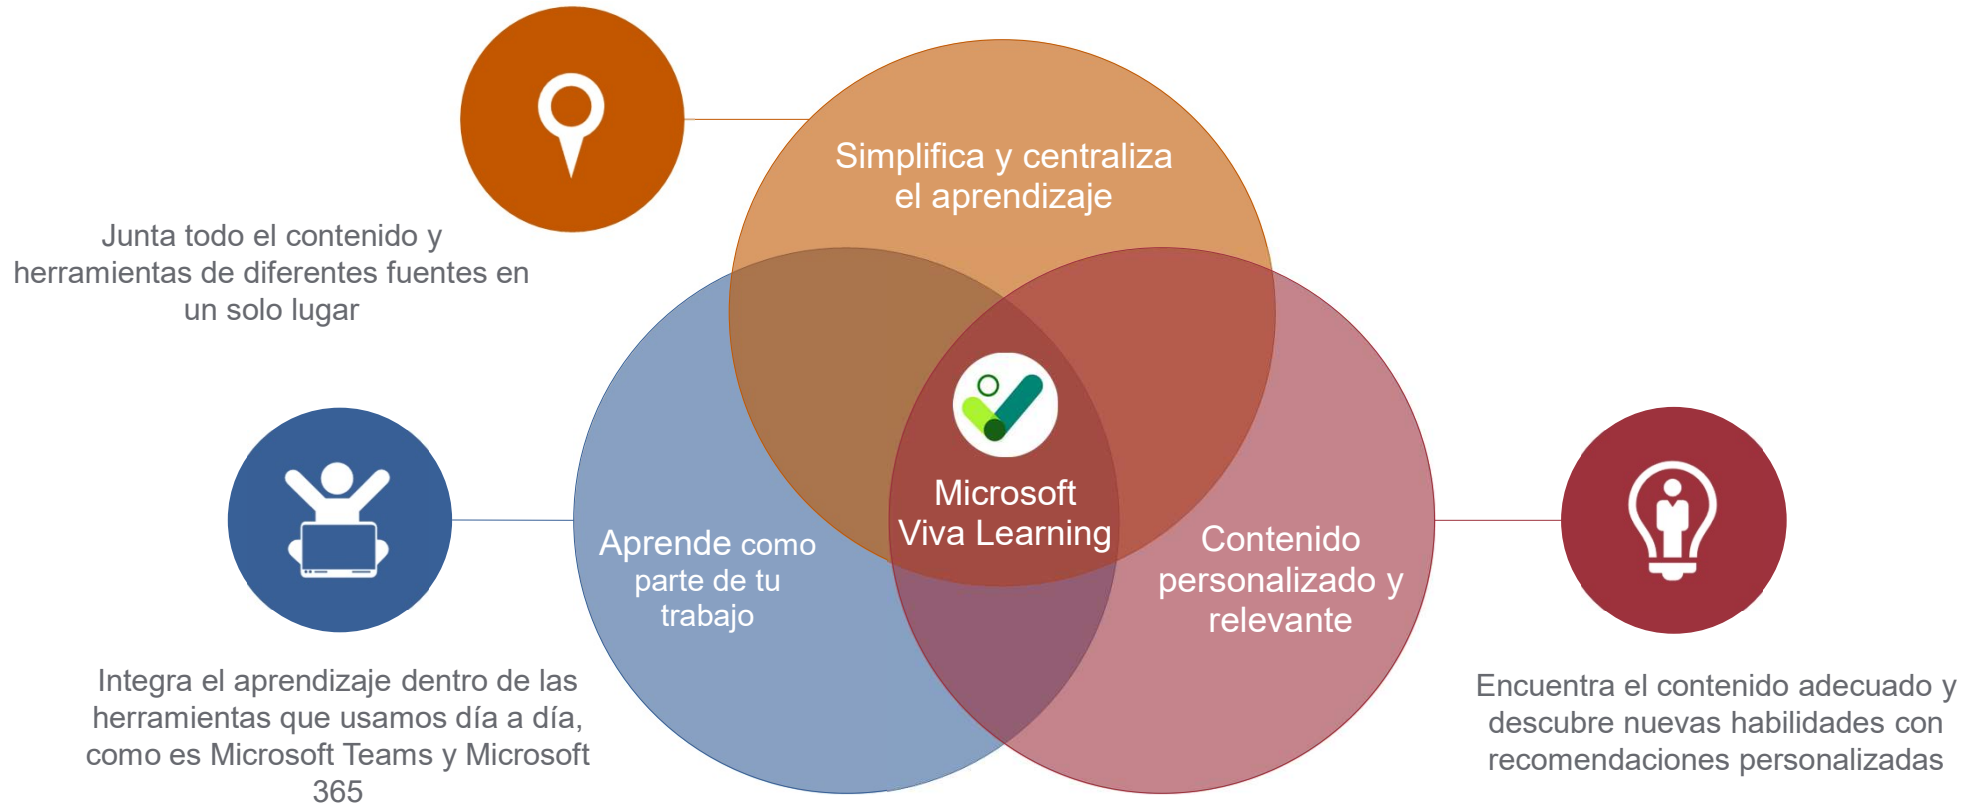 Simplifica y centraliza
el aprendizaje
Junta todo el contenido y
herramientas de diferentes fuentes en
un solo lugar
Microsoft
Viva Learning
Aprende como
parte de tu
trabajo
Contenido
personalizado y
relevante
Integra el aprendizaje dentro de las
herramientas que usamos día a día,
como es Microsoft Teams y Microsoft
365
Encuentra el contenido adecuado y
descubre nuevas habilidades con
recomendaciones personalizadas